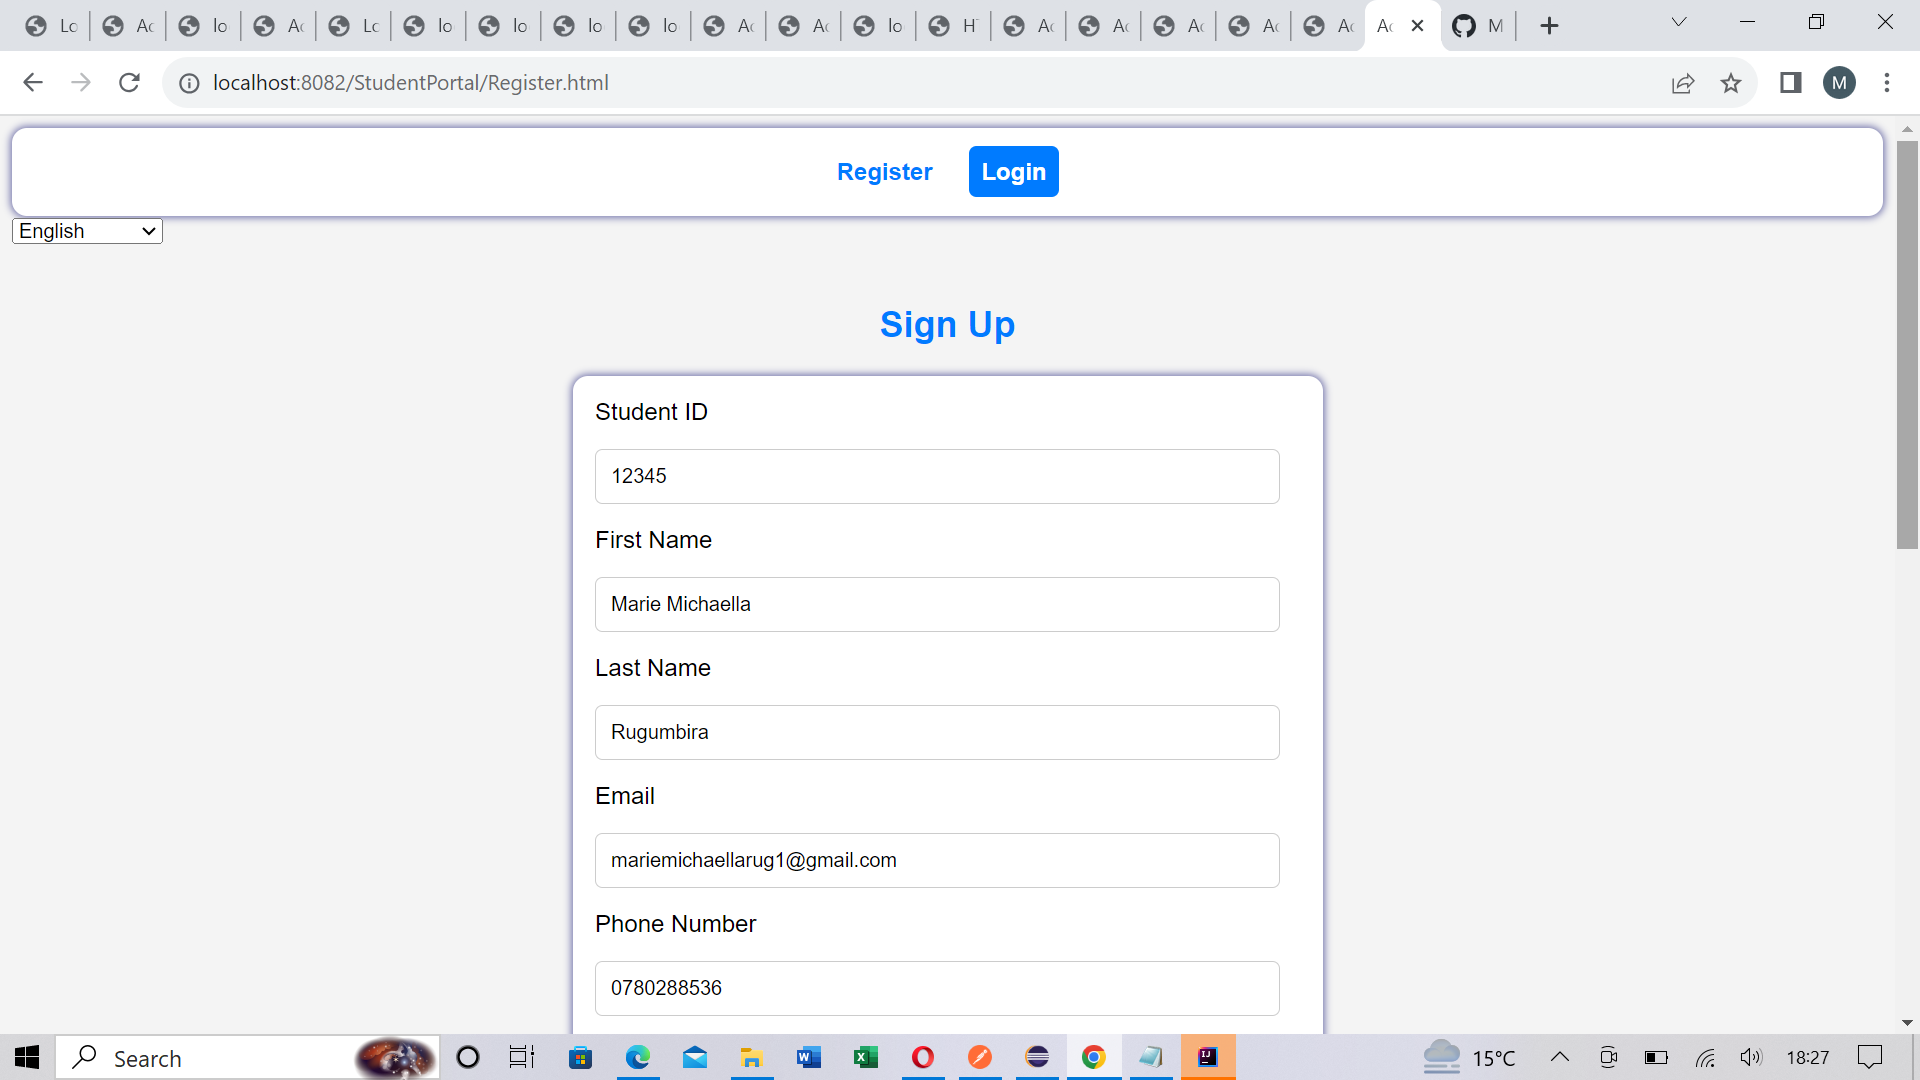 Lo Ac lo Ac Lo lo lo lo lo Ac Ac lo H Ac Ac Ac Ac Ac Ac M
localhost:8082/StudentPortal/Register.html M
Register Login
English
Sign Up
Student ID
12345
First Name
Marie Michaella
Last Name
Rugumbira
Email
mariemichaellarug1@gmail.com
Phone Number
0780288536
Search 15°C 18:27